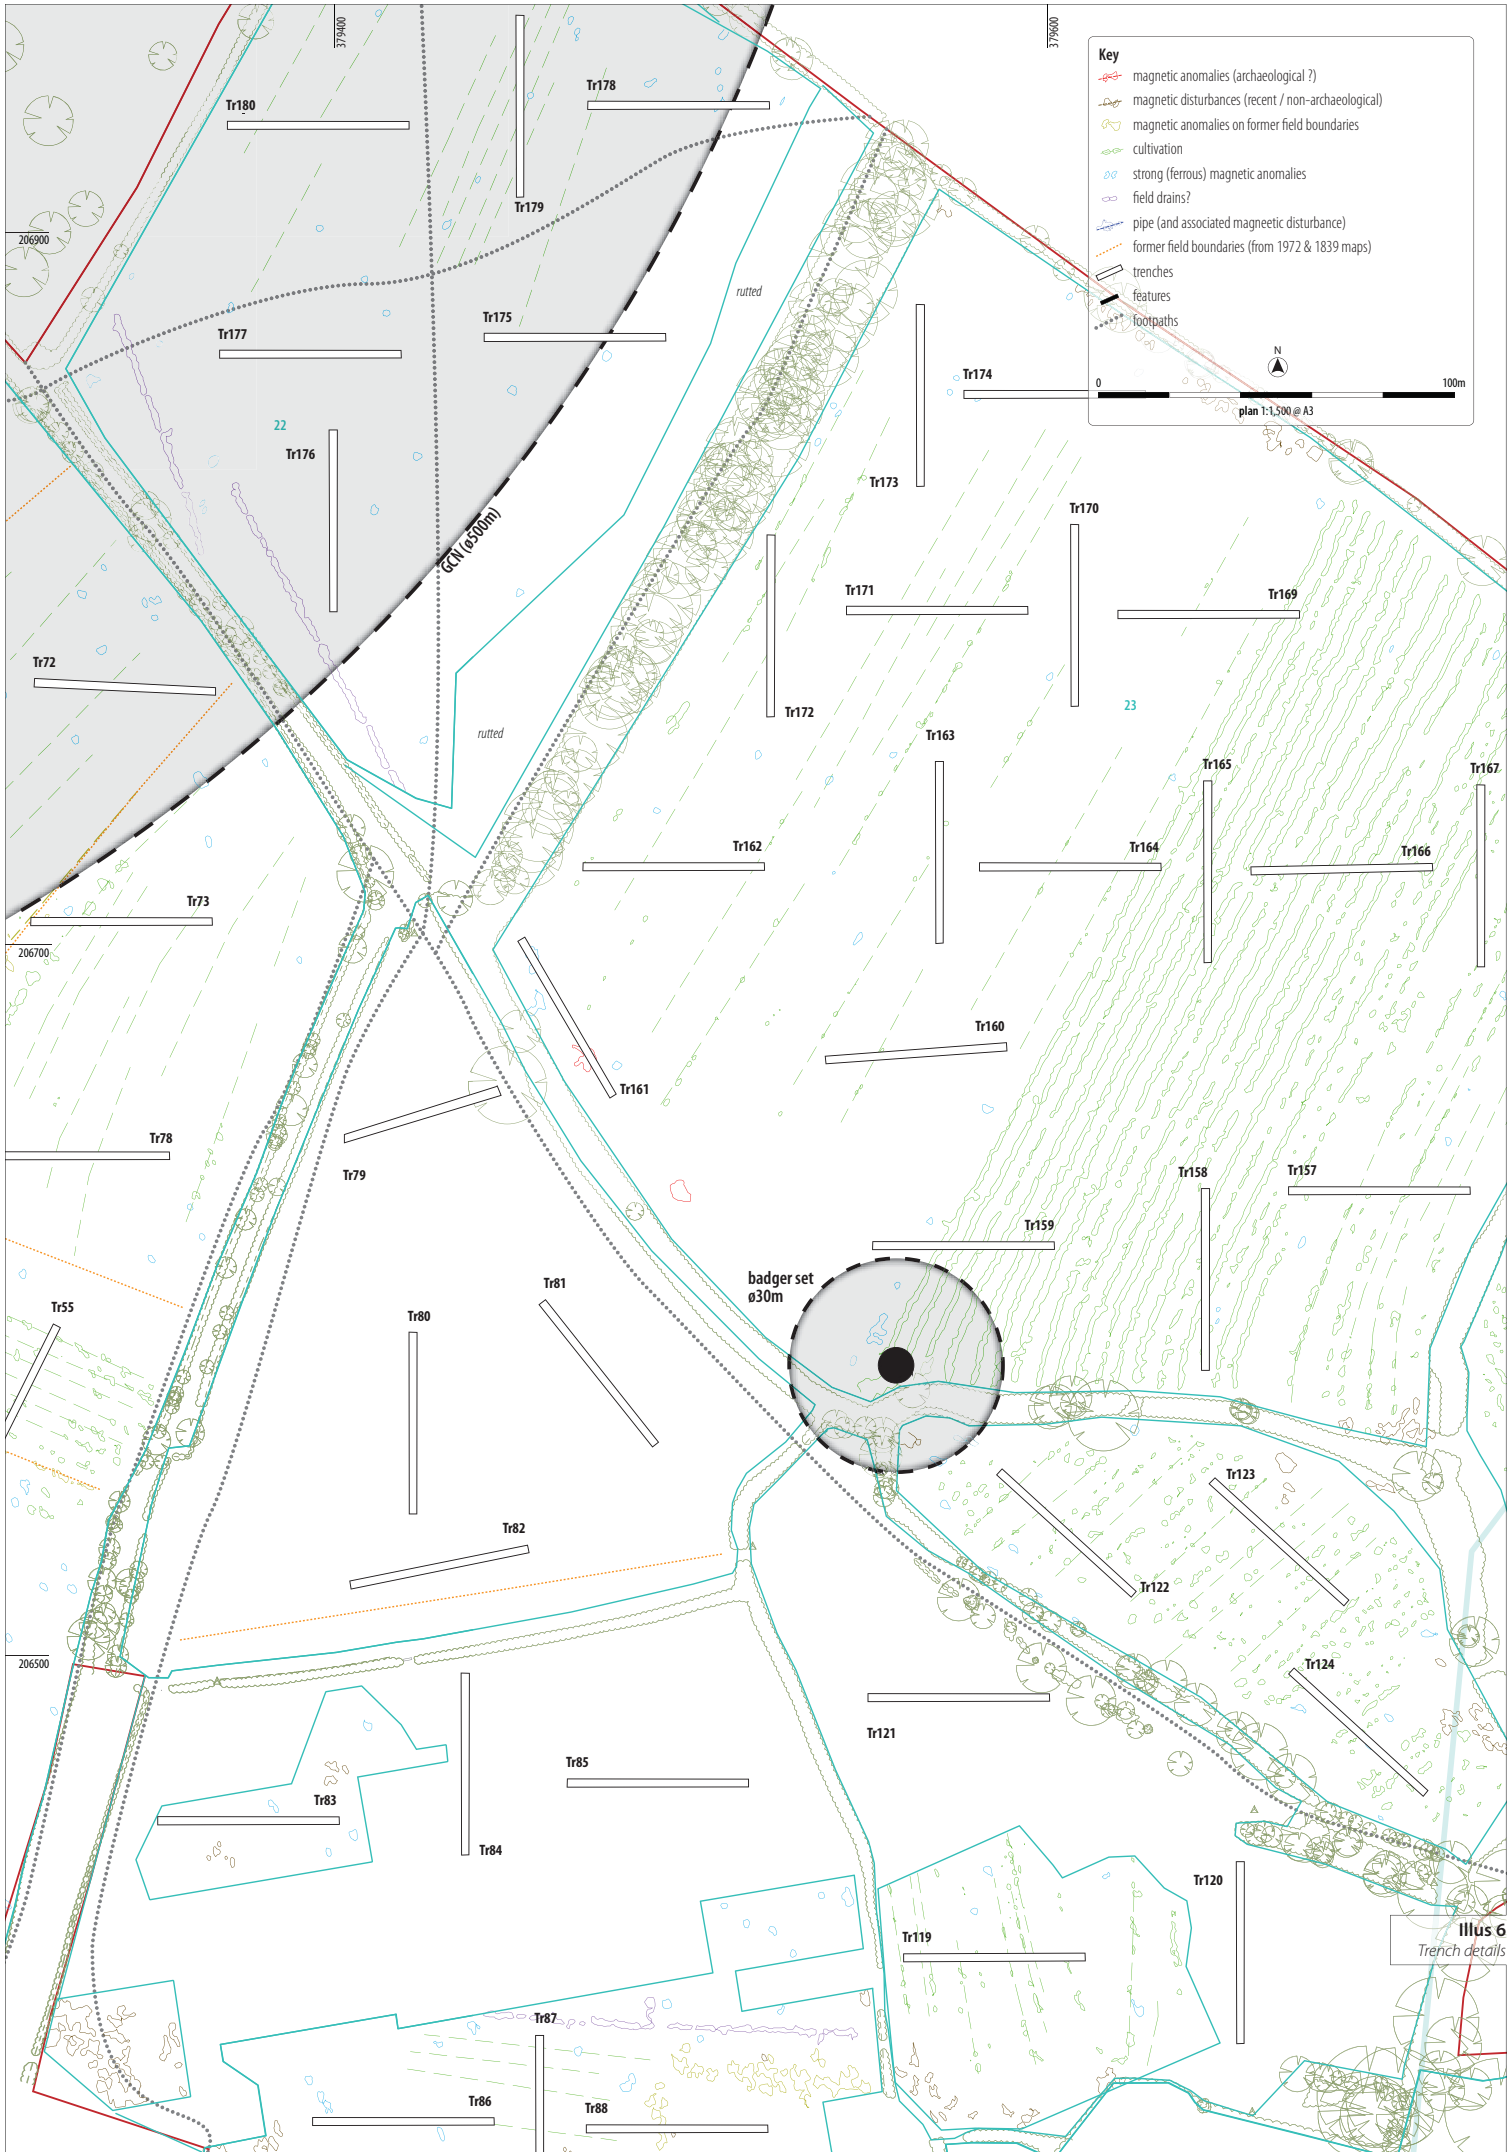 379400
379600
Key
magnetic anomalies (archaeological ?)
magnetic disturbances (recent / non-archaeological)
magnetic anomalies on former field boundaries
cultivation
strong (ferrous) magnetic anomalies
field drains?
pipe (and associated magneetic disturbance)
former field boundaries (from 1972 & 1839 maps)
trenches
features
footpaths
N
0
100m
plan 1:1,500 @ A3
Tr178
Tr180
Tr179
206900
rutted
Tr175
Tr177
Tr174
22
Tr176
Tr173
Tr170
GCN (ø500m)
Tr171
Tr169
Tr72
23
Tr172
rutted
Tr163
Tr165
Tr167
Tr162
Tr164
Tr166
Tr73
206700
Tr160
Tr161
Tr78
Tr79
Tr158
Tr157
Tr159
badger set
ø30m
Tr81
Tr55
Tr80
Tr123
Tr82
Tr122
206500
Tr124
Tr121
Tr85
Tr83
Tr84
Tr120
Illus 6
Trench details
Tr119
Tr87
Tr86
Tr88